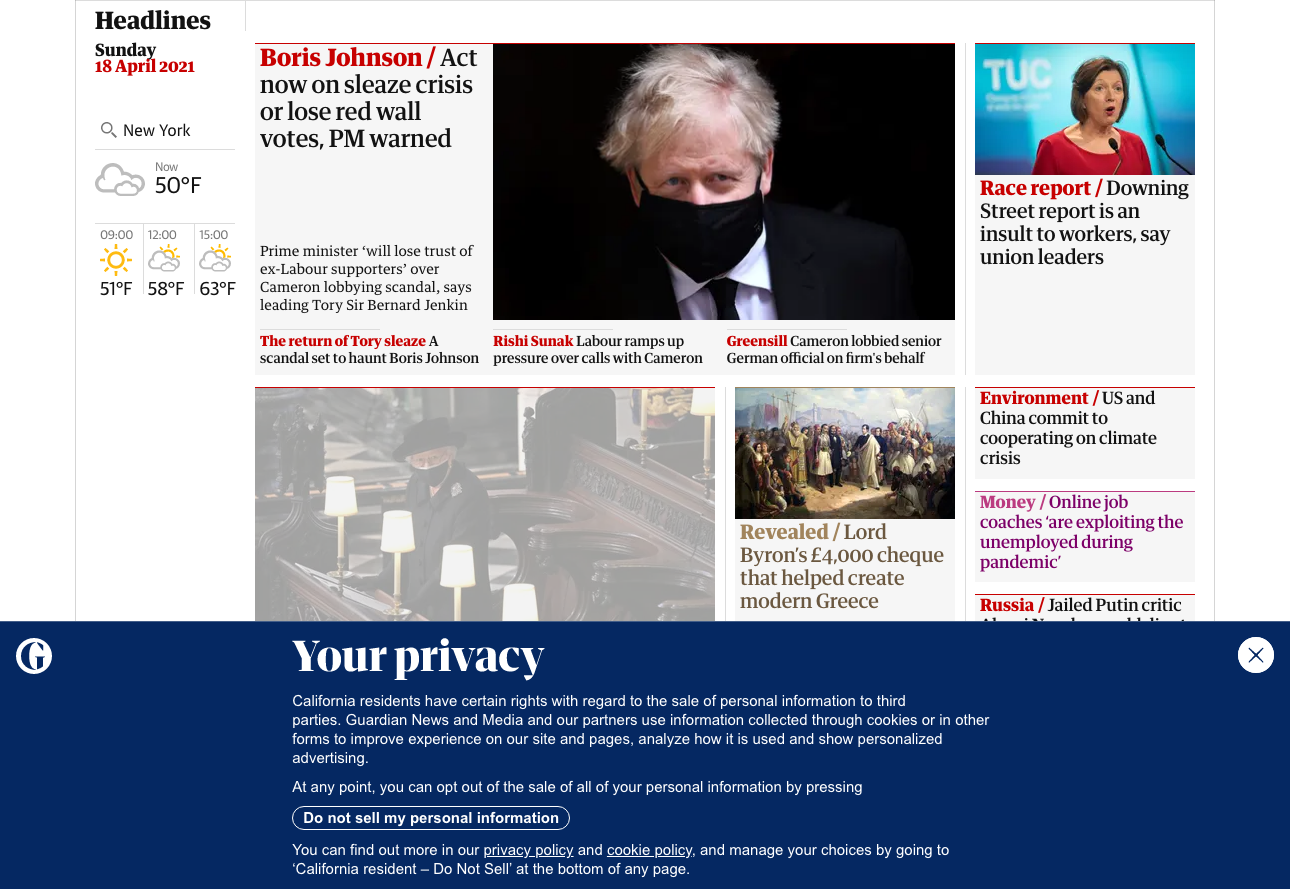 Headlines
Sunday
18 April 2021
New York
Now
50°F
09:00
12:00
15:00
51°F
58°F
63°F
Boris Johnson / Act
now on sleaze crisis
or lose red wall
votes, PM warned
Prime minister ‘will lose trust of
ex-Labour supporters’ over
Cameron lobbying scandal, says
leading Tory Sir Bernard Jenkin
The return of Tory sleaze A
scandal set to haunt Boris Johnson
Rishi Sunak Labour ramps up
pressure over calls with Cameron
Greensill Cameron lobbied senior
German official on firm's behalf
TUC
Race report / Downing
Street report is an
insult to workers, say
union leaders
Revealed / Lord
Byron’s £4,000 cheque
that helped create
modern Greece
Environment / US and
China commit to
cooperating on climate
crisis
Money / Online job
coaches ‘are exploiting the
unemployed during
pandemic’
Russia / Jailed Putin critic
Your privacy
California residents have certain rights with regard to the sale of personal information to third
parties. Guardian News and Media and our partners use information collected through cookies or in other
forms to improve experience on our site and pages, analyze how it is used and show personalized
advertising.
At any point, you can opt out of the sale of all of your personal information by pressing
Do not sell my personal information
You can find out more in our privacy policy and cookie policy, and manage your choices by going to
‘California resident – Do Not Sell’ at the bottom of any page.